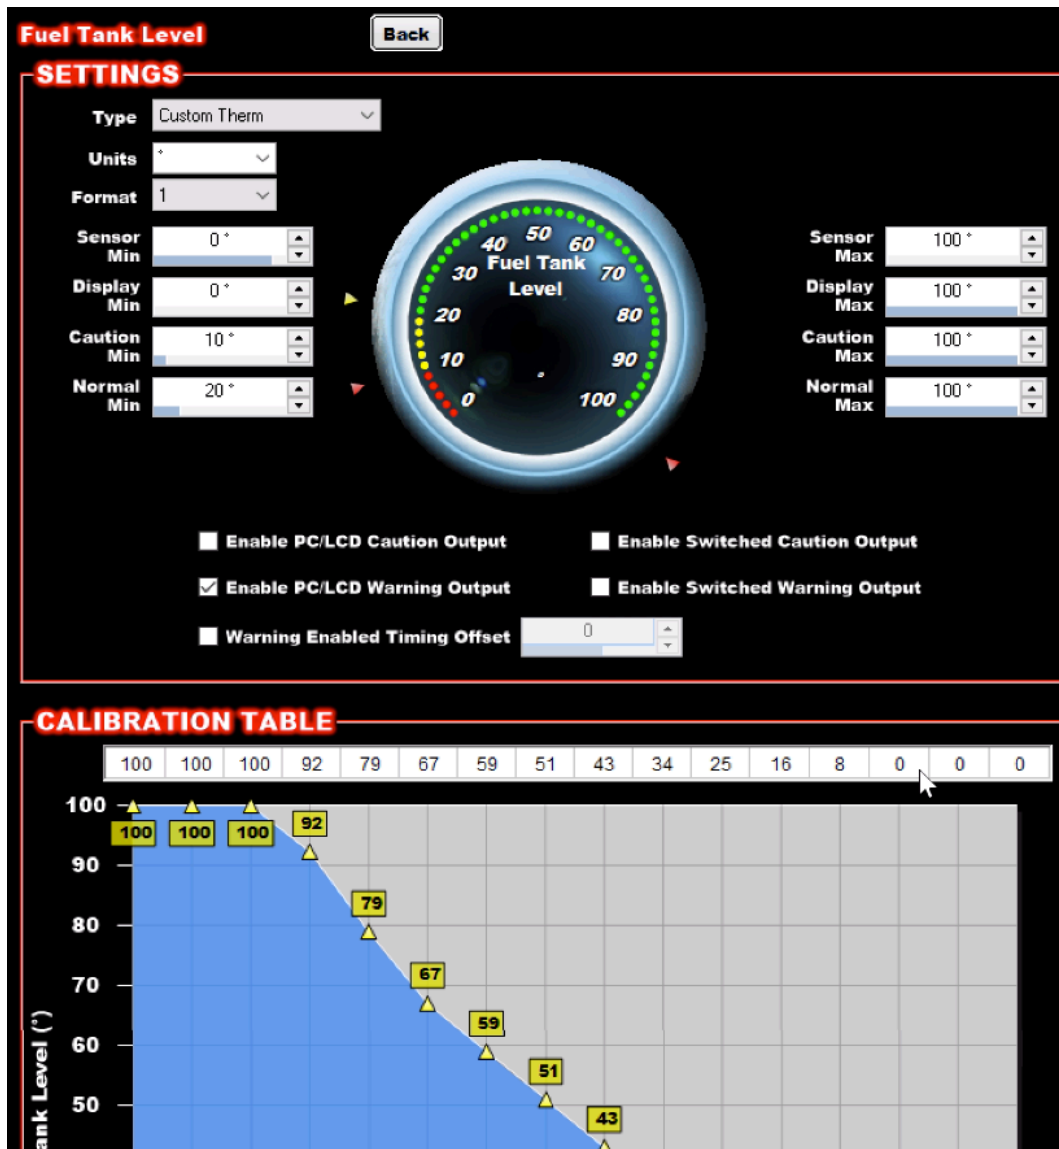 Fuel Tank Level
Back
SETTINGS
Type Custom Therm
Units °
Format 1
Sensor Min 0 °
Display Min 0 °
Caution Min 10 °
Normal Min 20 °
0 10 20 30 40 50 60 70 80 90 100
Fuel Tank
Level
Sensor Max 100 °
Display Max 100 °
Caution Max 100 °
Normal Max 100 °
Enable PC/LCD Caution Output
Enable Switched Caution Output
Enable PC/LCD Warning Output
Enable Switched Warning Output
Warning Enabled Timing Offset 0
CALIBRATION TABLE
100 100 100 92 79 67 59 51 43 34 25 16 8 0 0 0
100
90
80
70
60
50
ank Level (°)
100 100 100 92 79 67 59 51 43